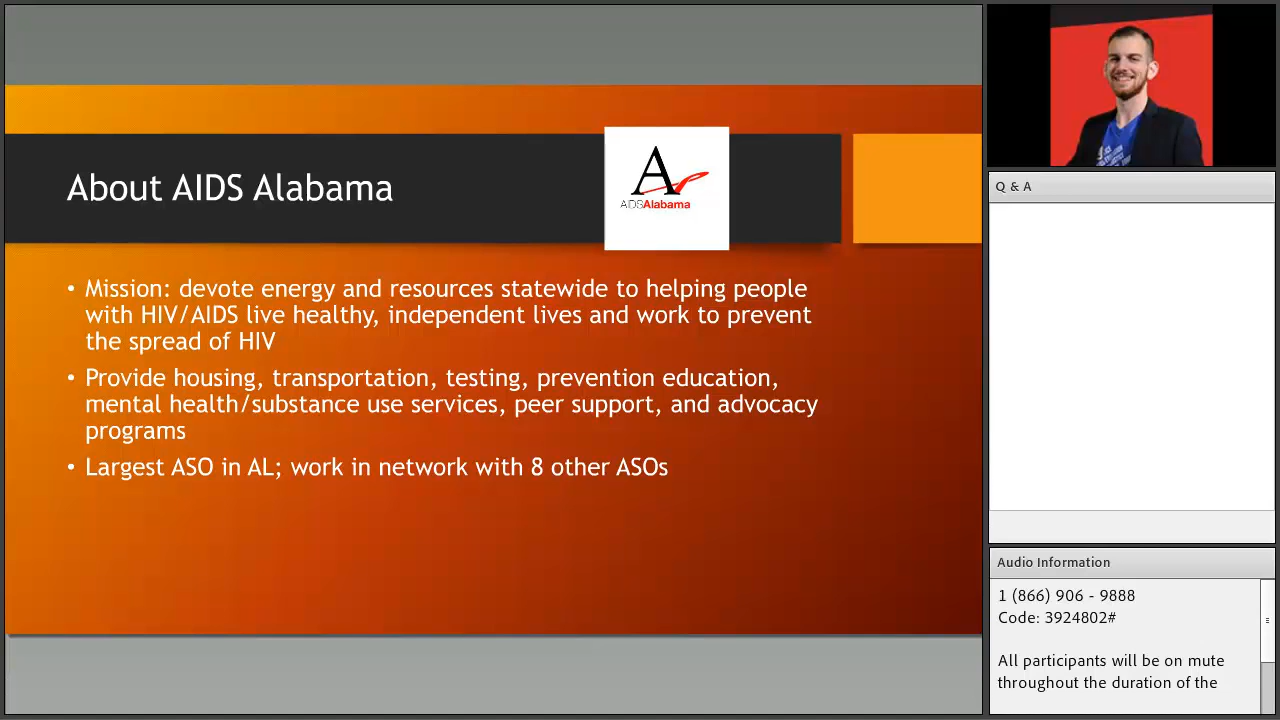 About AIDS Alabama
A
AIDSAlabama
• Mission: devote energy and resources statewide to helping people
with HIV/AIDS live healthy, independent lives and work to prevent
the spread of HIV
• Provide housing, transportation, testing, prevention education,
mental health/substance use services, peer support, and advocacy
programs
• Largest ASO in AL; work in network with 8 other ASOs
Q & A
Audio Information
1 (866) 906 - 9888
Code: 3924802#
All participants will be on mute
throughout the duration of the